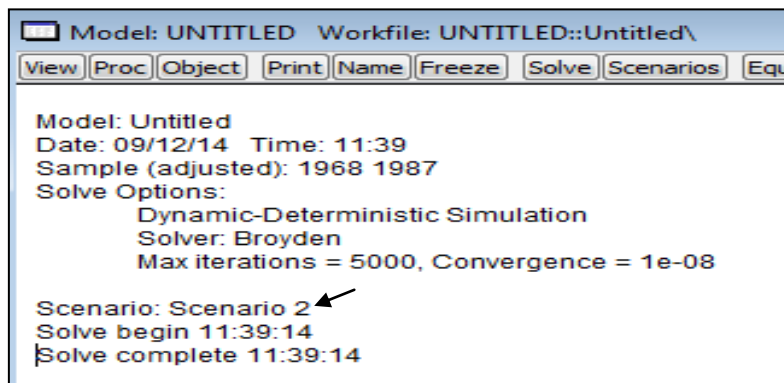 Model: UNTITLED Workfile: UNTITLED::Untitled\
View Proc Object Print Name Freeze Solve Scenarios Equ
Model: Untitled
Date: 09/12/14 Time: 11:39
Sample (adjusted): 1968 1987
Solve Options:
Dynamic-Deterministic Simulation
Solver: Broyden
Max iterations = 5000, Convergence = 1e-08
Scenario: Scenario 2
Solve begin 11:39:14
Solve complete 11:39:14